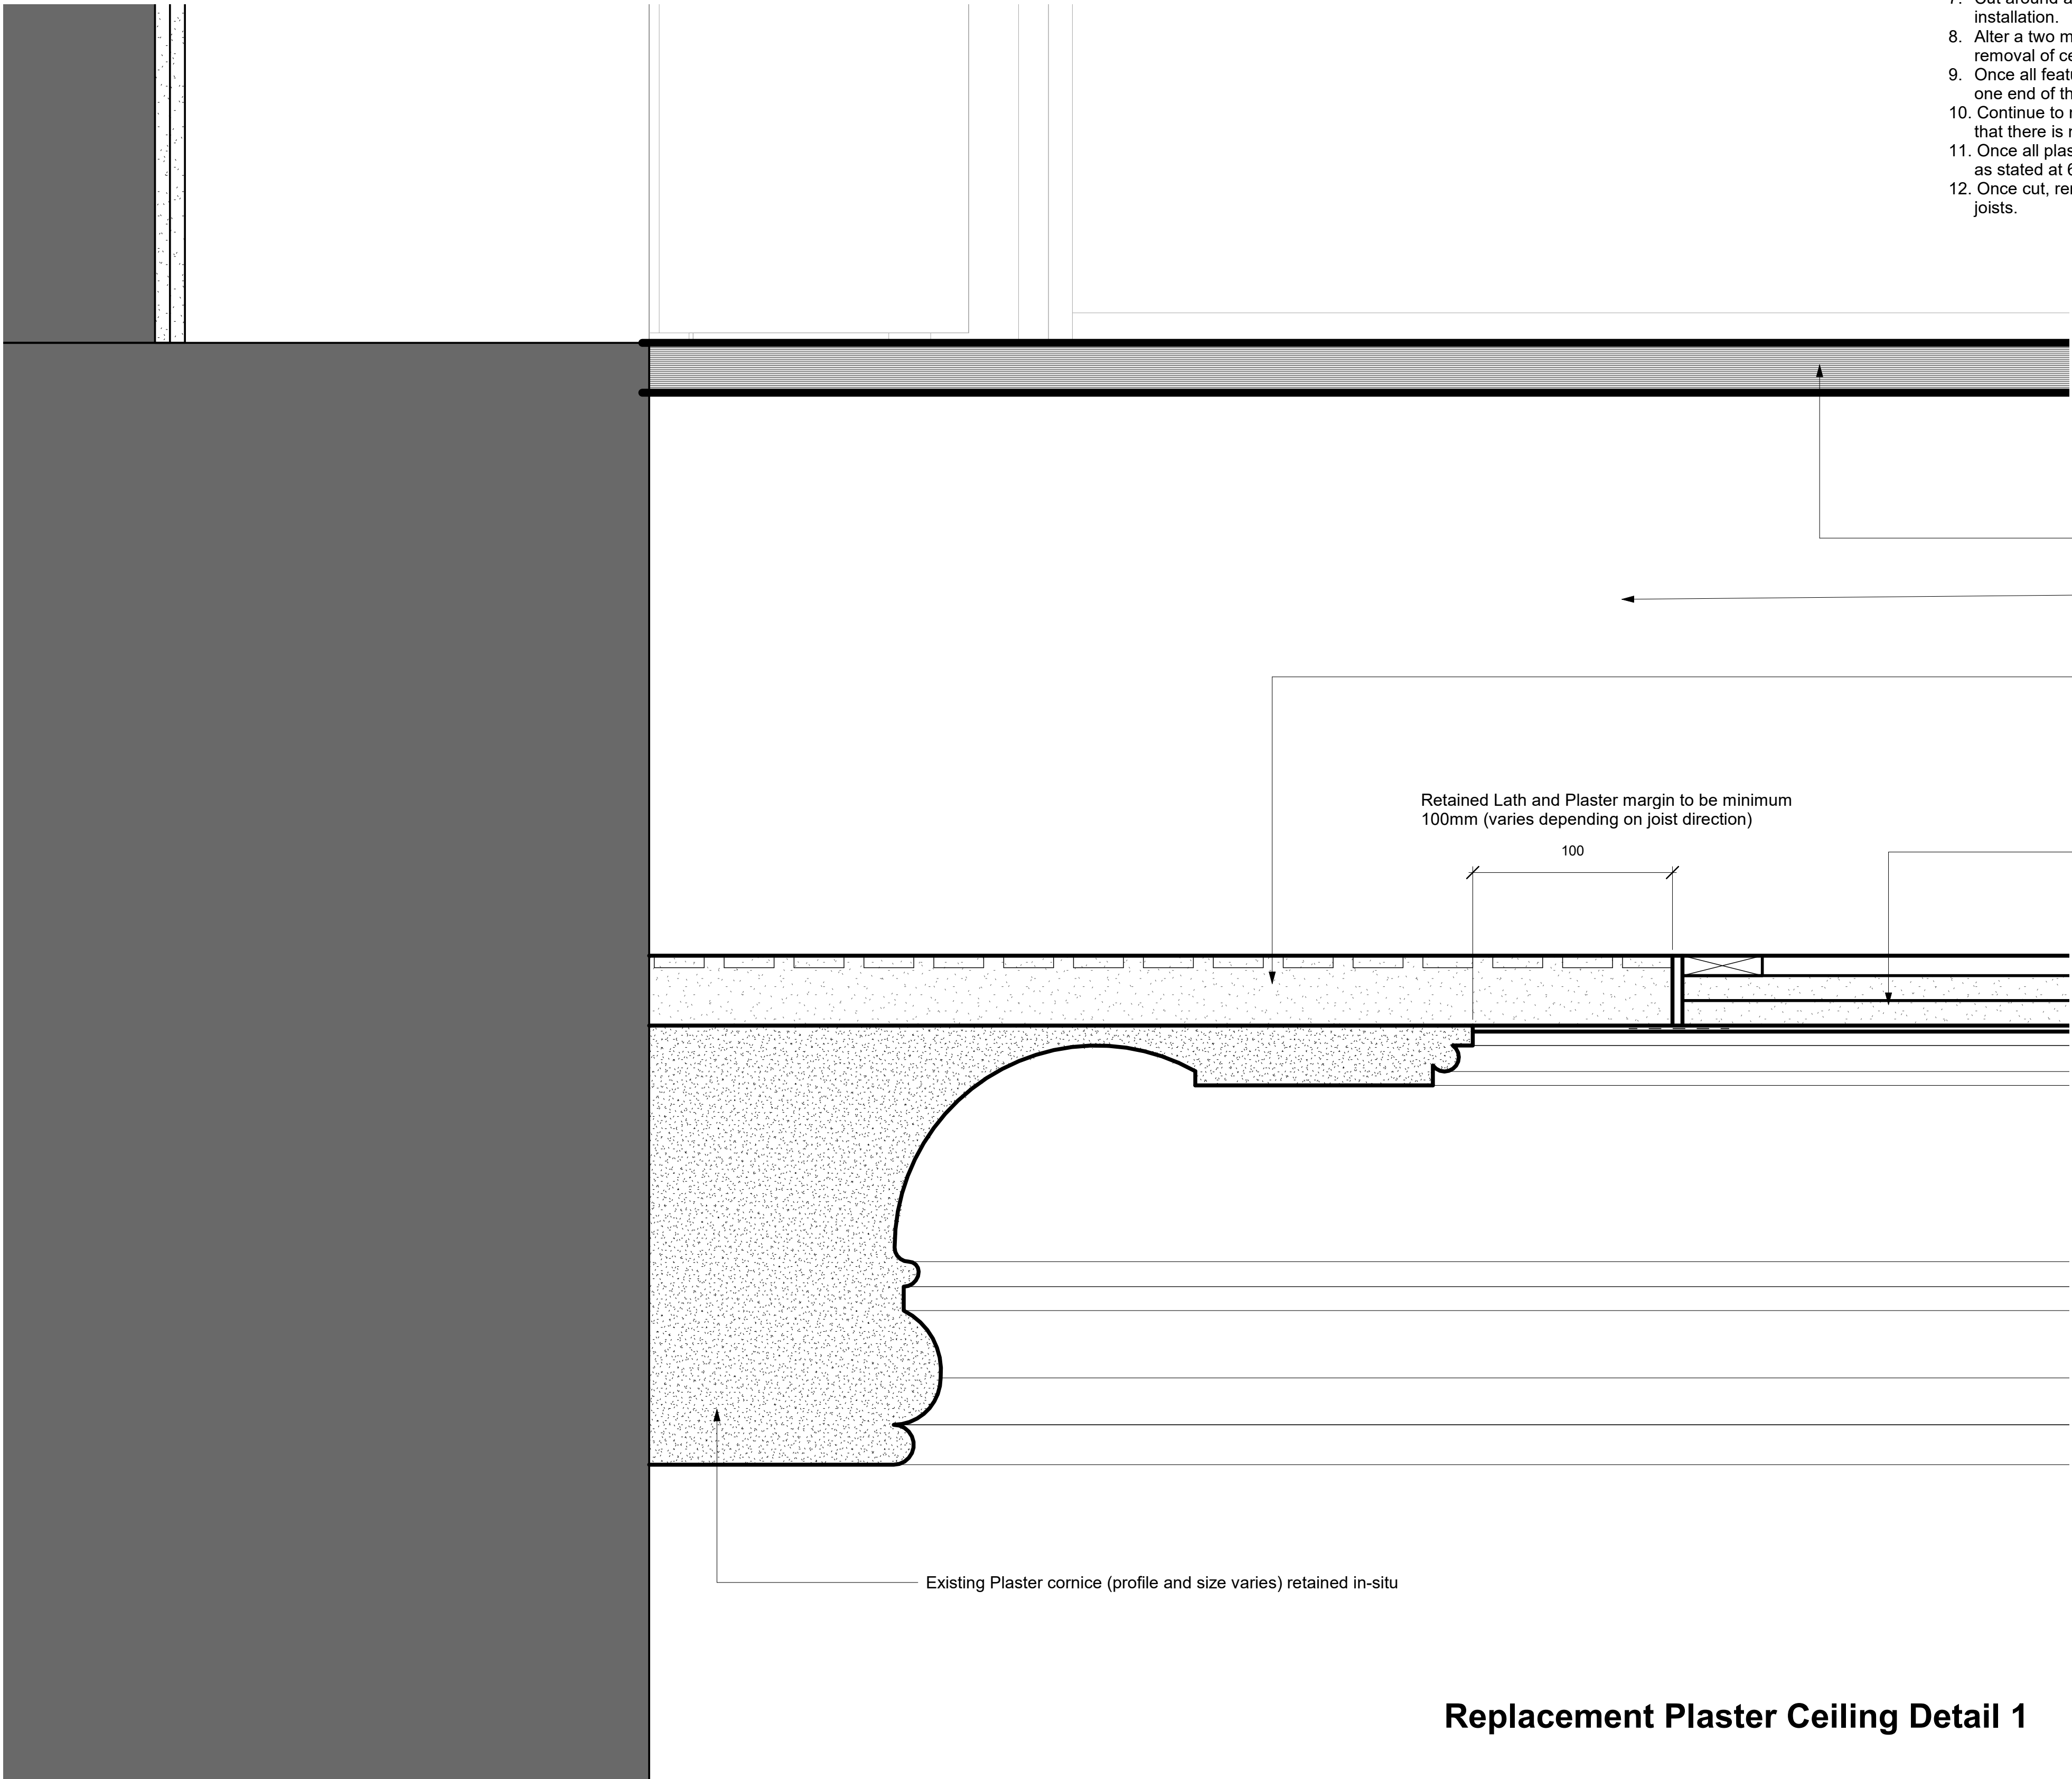 installation.
8. Alter a two m
removal of ce
9. Once all featu
one end of th
10. Continue to r
that there is r
11. Once all plas
as stated at 6
12. Once cut, re
joists.
Retained Lath and Plaster margin to be minimum
100mm (varies depending on joist direction)
100
Existing Plaster cornice (profile and size varies) retained in-situ
Replacement Plaster Ceiling Detail 1